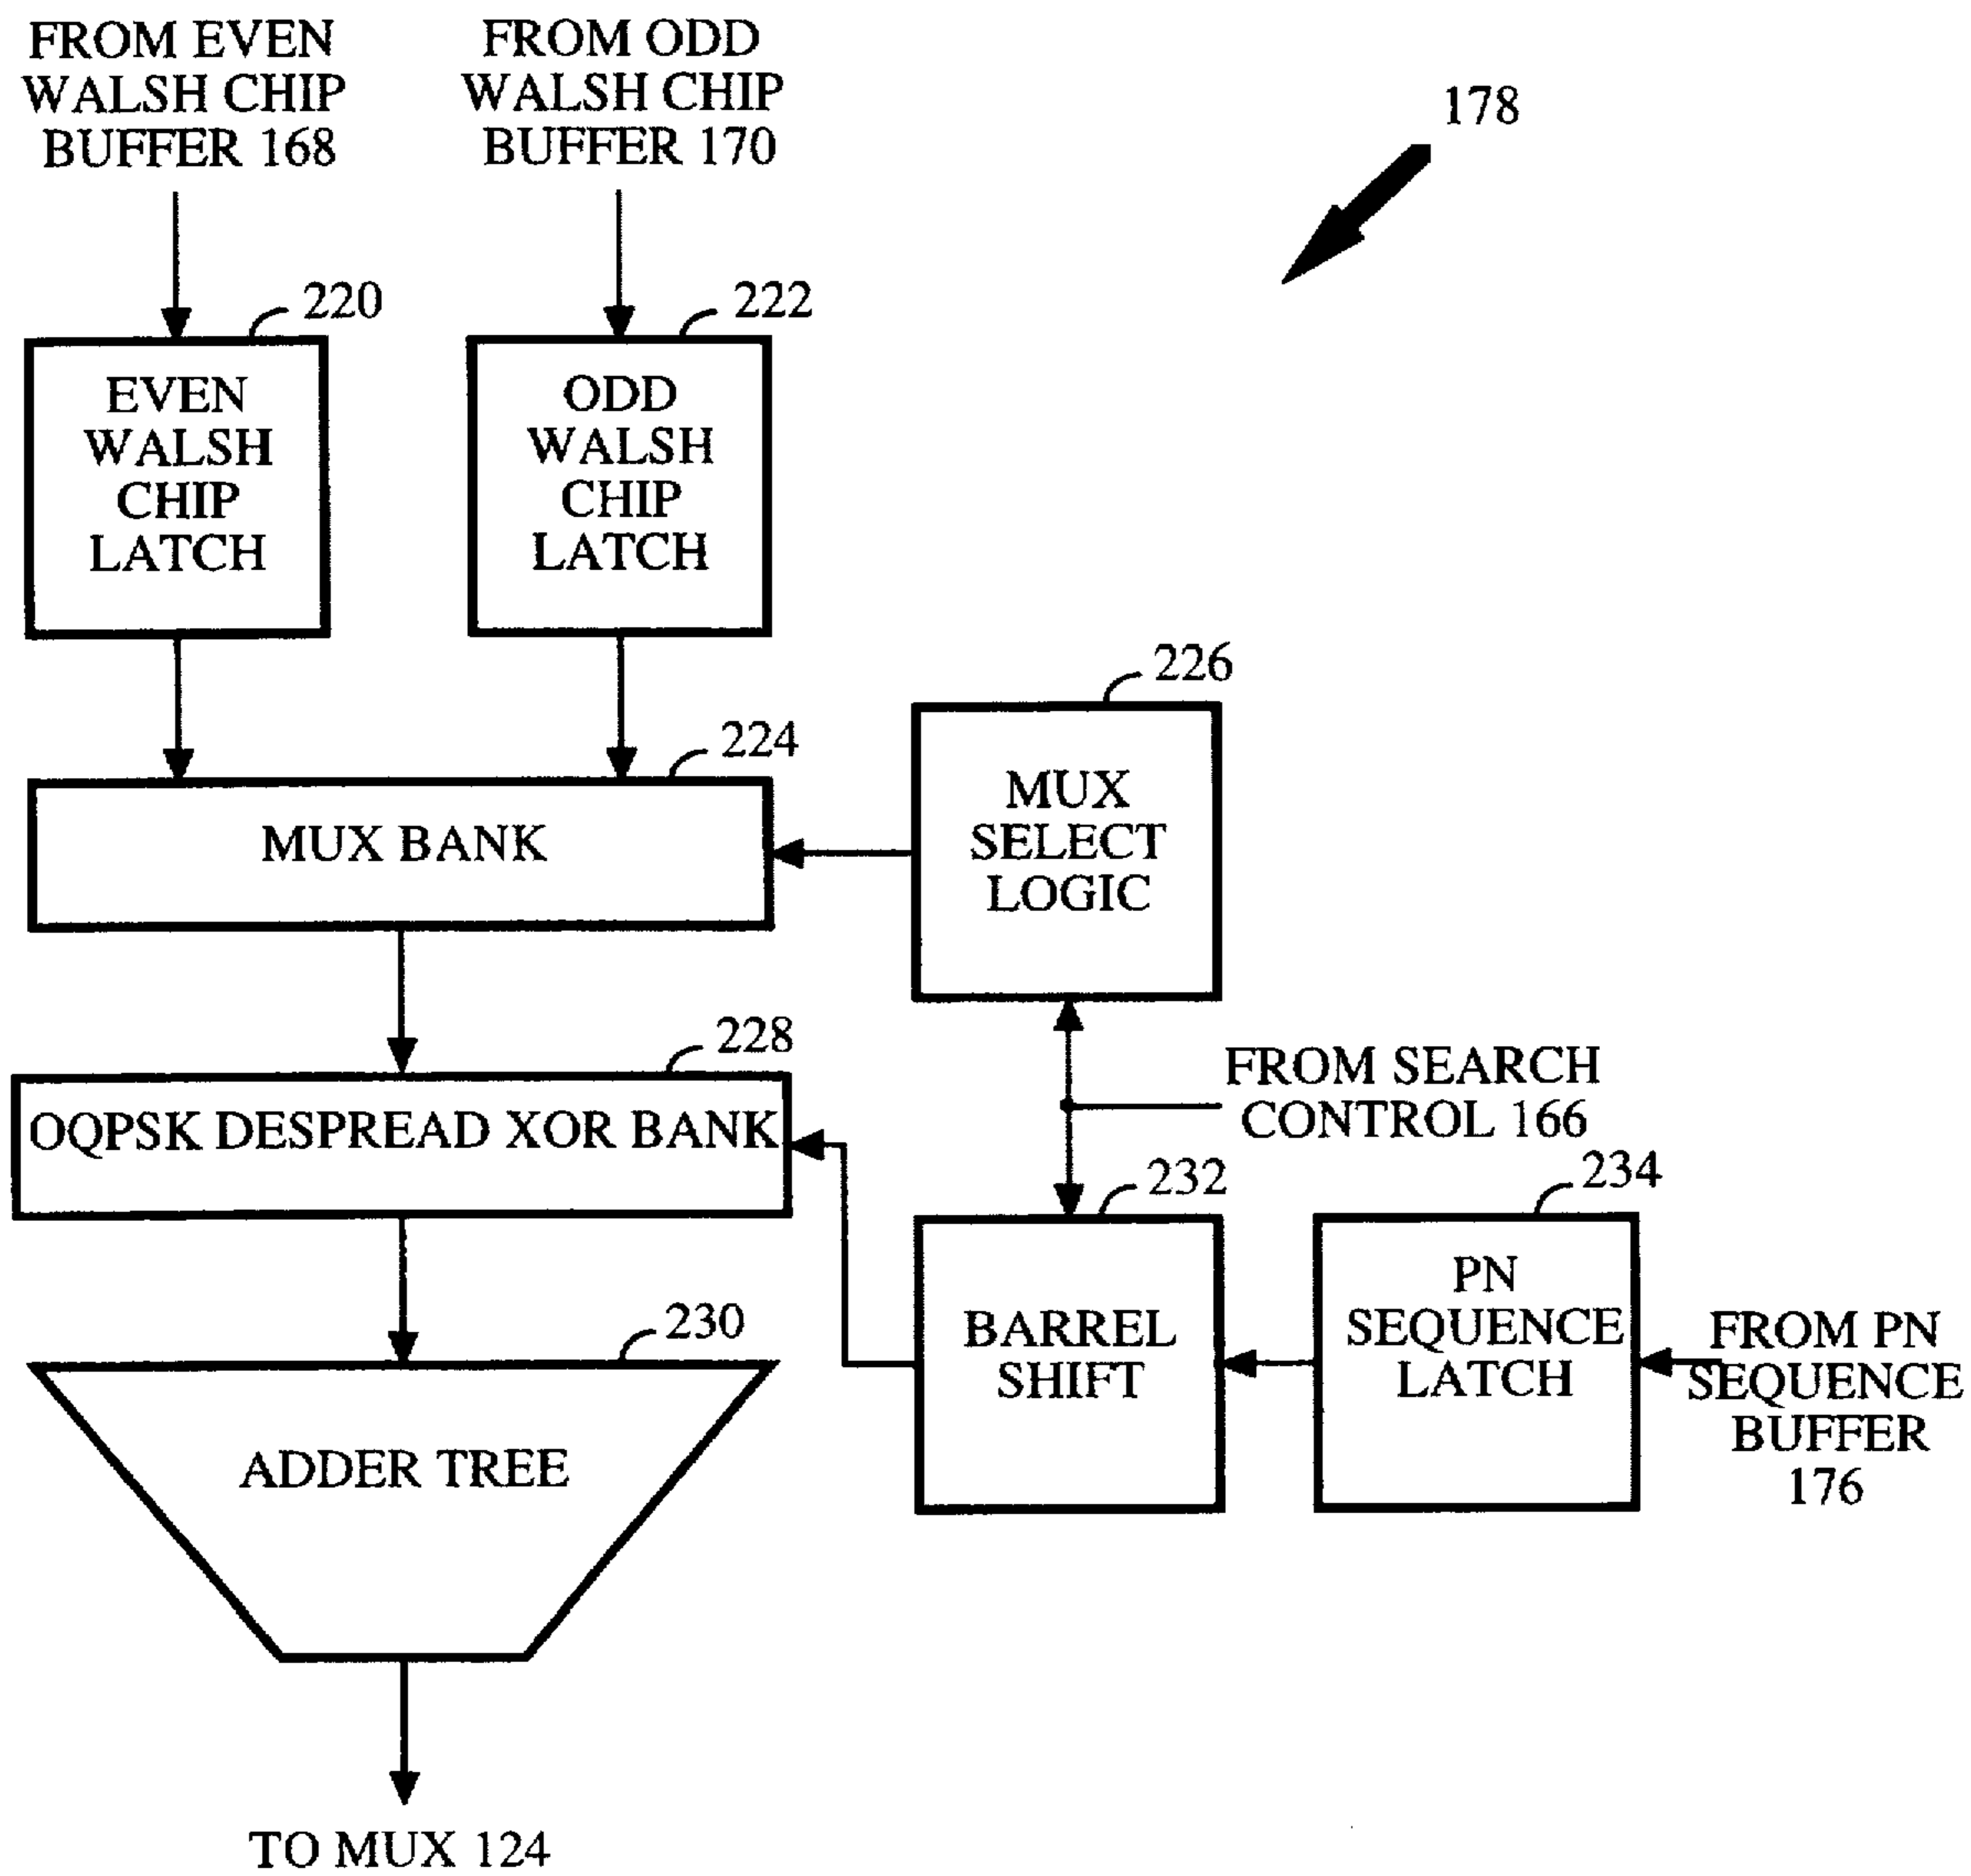 FROM EVEN
WALSH CHIP
BUFFER 168
FROM ODD
WALSH CHIP
BUFFER 170
178
220
222
EVEN
WALSH
CHIP
LATCH
ODD
WALSH
CHIP
LATCH
226
224
MUX BANK
MUX
SELECT
LOGIC
228
OQPSK DESPREAD XOR BANK
FROM SEARCH
CONTROL 166
232
234
230
BARREL
SHIFT
PN
SEQUENCE
LATCH
FROM PN
SEQUENCE
BUFFER
176
ADDER TREE
TO MUX 124